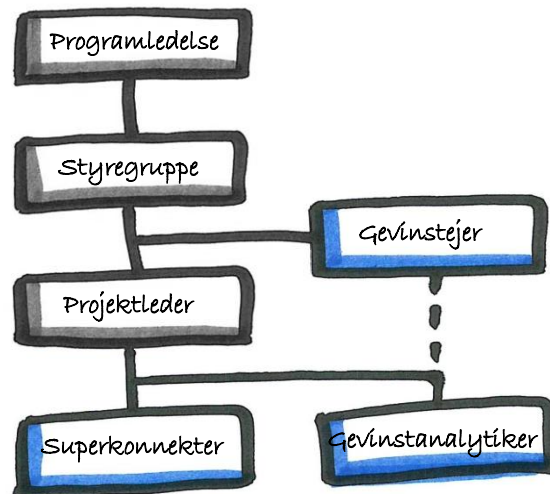 Programledelse
Styregruppe
Gevinstejer
Projektleder
Superkonnekter
Gevinstanalytiker